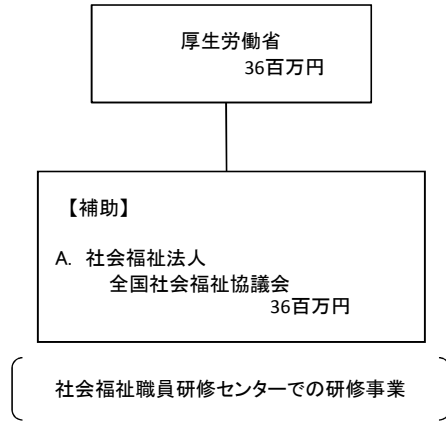 厚生労働省
36百万円
【補助】
A. 社会福祉法人
全国社会福祉協議会
36百万円
社会福祉職員研修センターでの研修事業